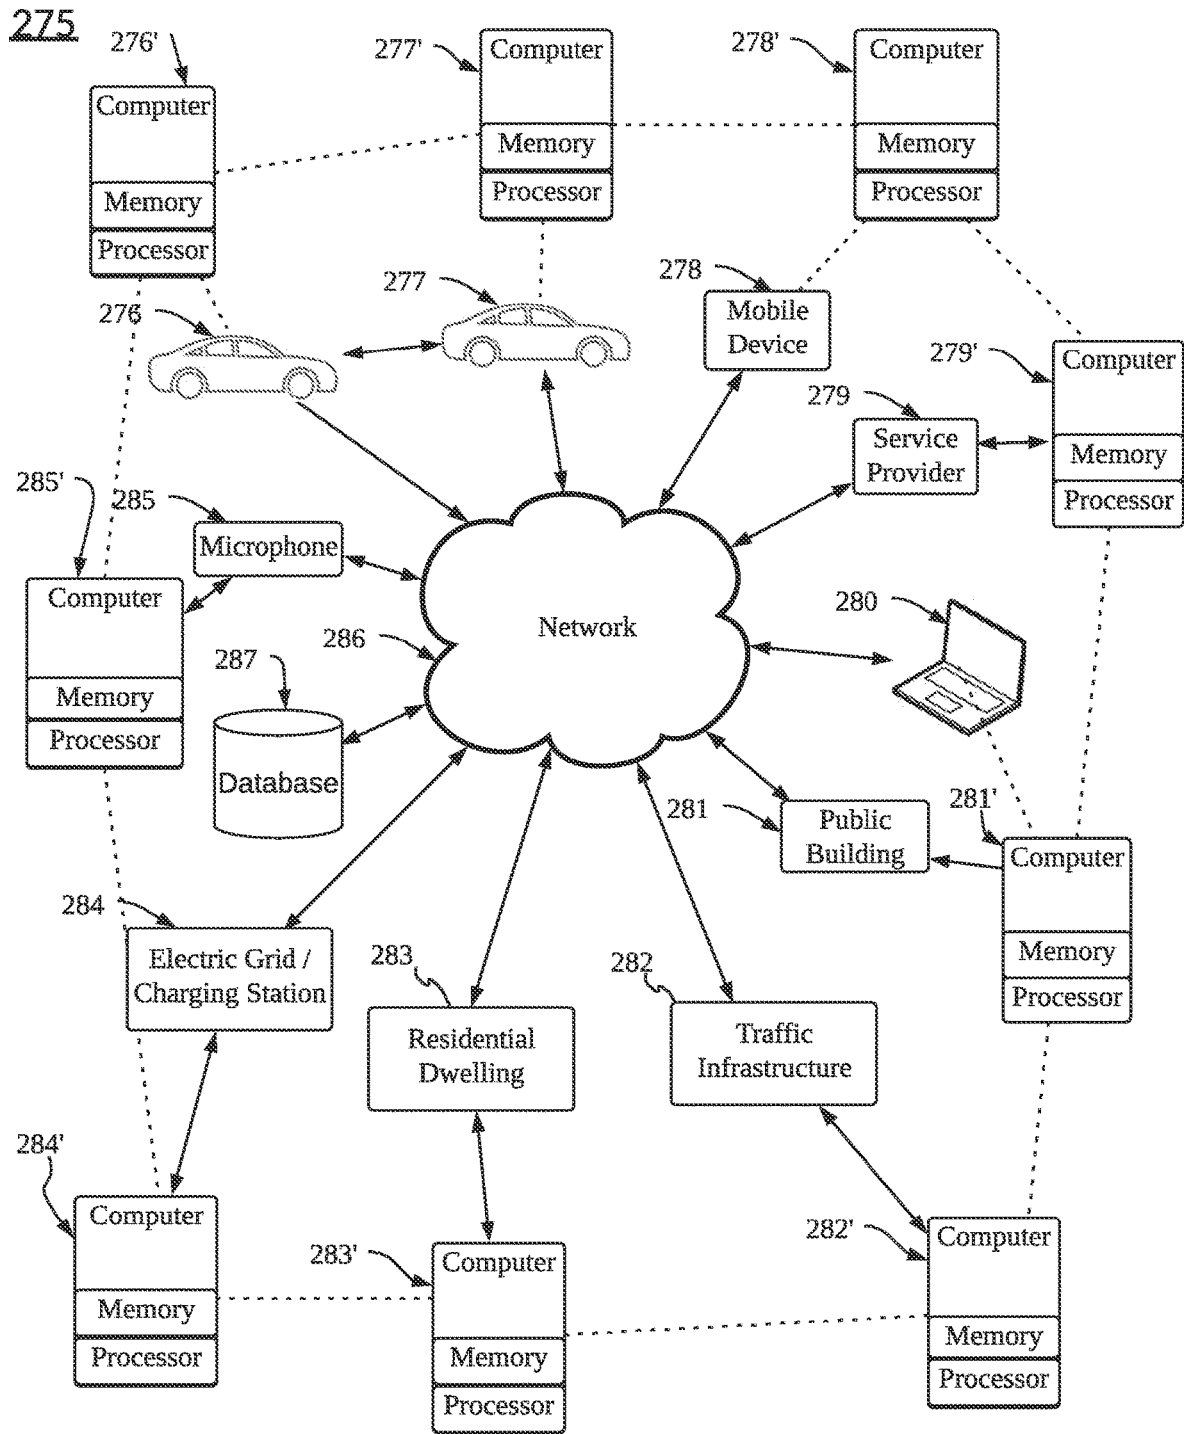 275
276'
Computer
Memory
Processor
277'
Computer
Memory
Processor
278'
Computer
Memory
Processor
276
277
278
Mobile
Device
279'
Computer
Memory
Processor
279
Service
Provider
285'
Computer
Memory
Processor
285
Microphone
286
Network
280
287
Database
281
Public
Building
281'
Computer
Memory
Processor
284
Electric Grid /
Charging Station
283
Residential
Dwelling
282
Traffic
Infrastructure
284'
Computer
Memory
Processor
283'
Computer
Memory
Processor
282'
Computer
Memory
Processor